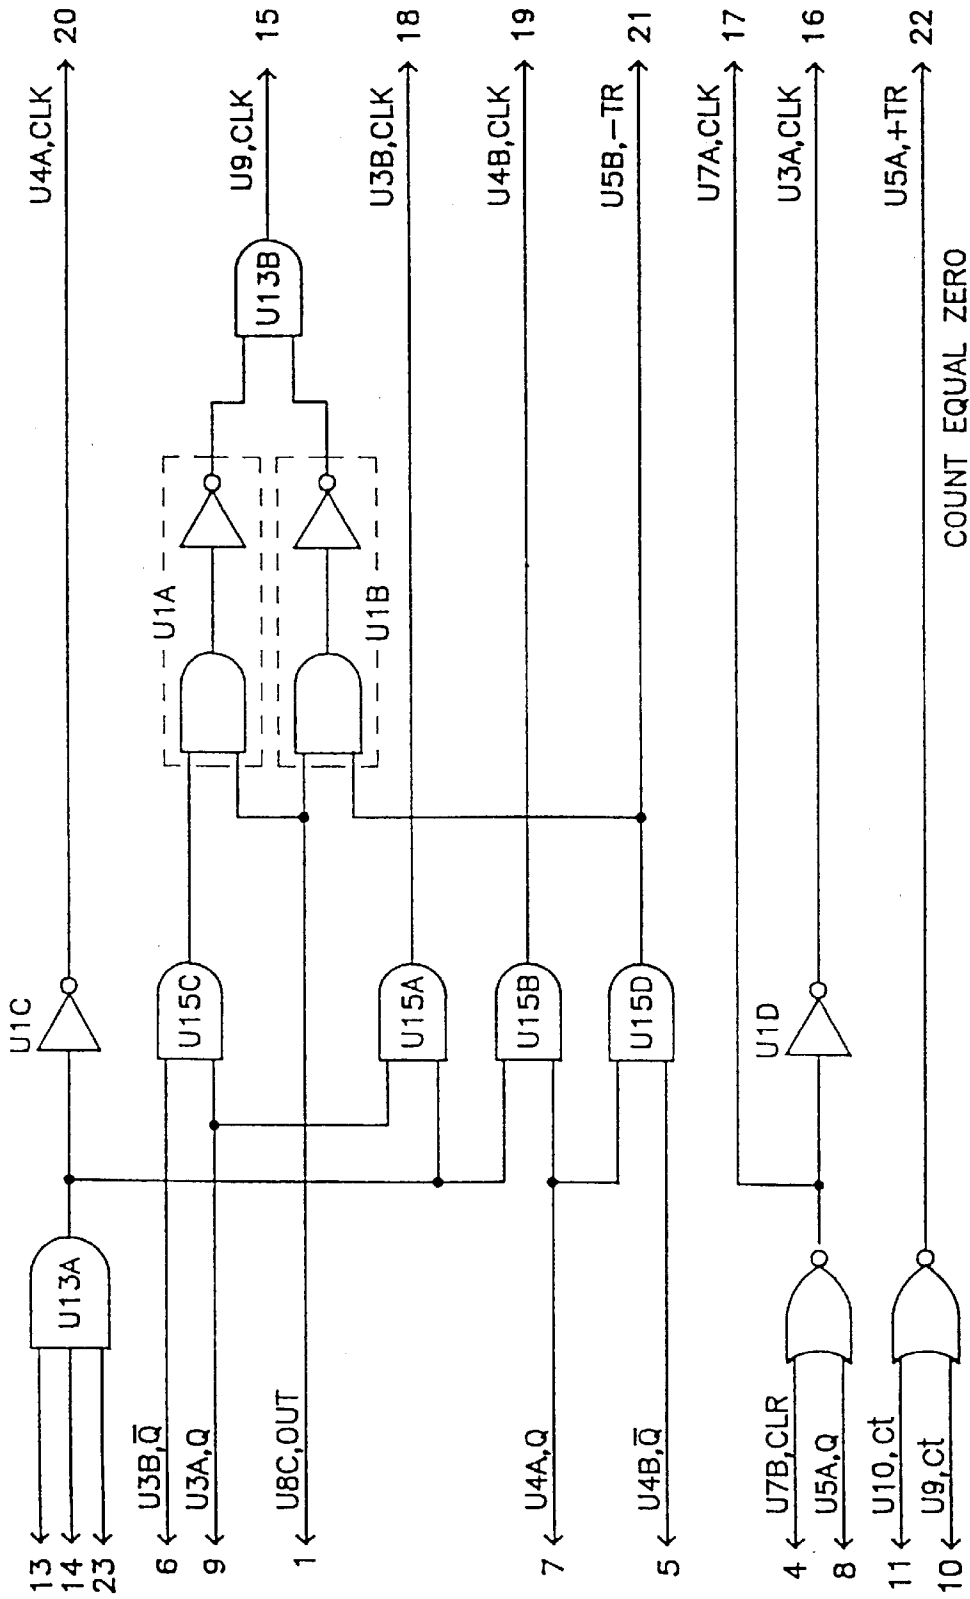 U4A,CLK 20
U1C
U13A
13
14
23
U9,CLK 15
U13B
U1A
U1B
U15C
U3B,Q̅
6
U3A,Q
9
U8C,OUT
1
U3B,CLK 18
U15A
U4B,CLK 19
U15B
U4A,Q
7
U5B,–TR 21
U15D
U4B,Q̅
5
U7A,CLK 17
U3A,CLK 16
U1D
U7B,CLR
4
U5A,Q
8
U5A,+TR 22
U10,Ct
11
U9,Ct
10
COUNT EQUAL ZERO